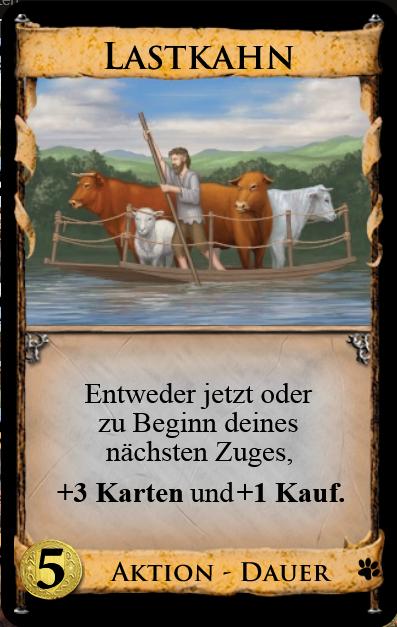 LASTKAHN
Entweder jetzt oder
zu Beginn deines
nächsten Zuges,
+3 Karten und +1 Kauf.
5 AKTION - DAUER